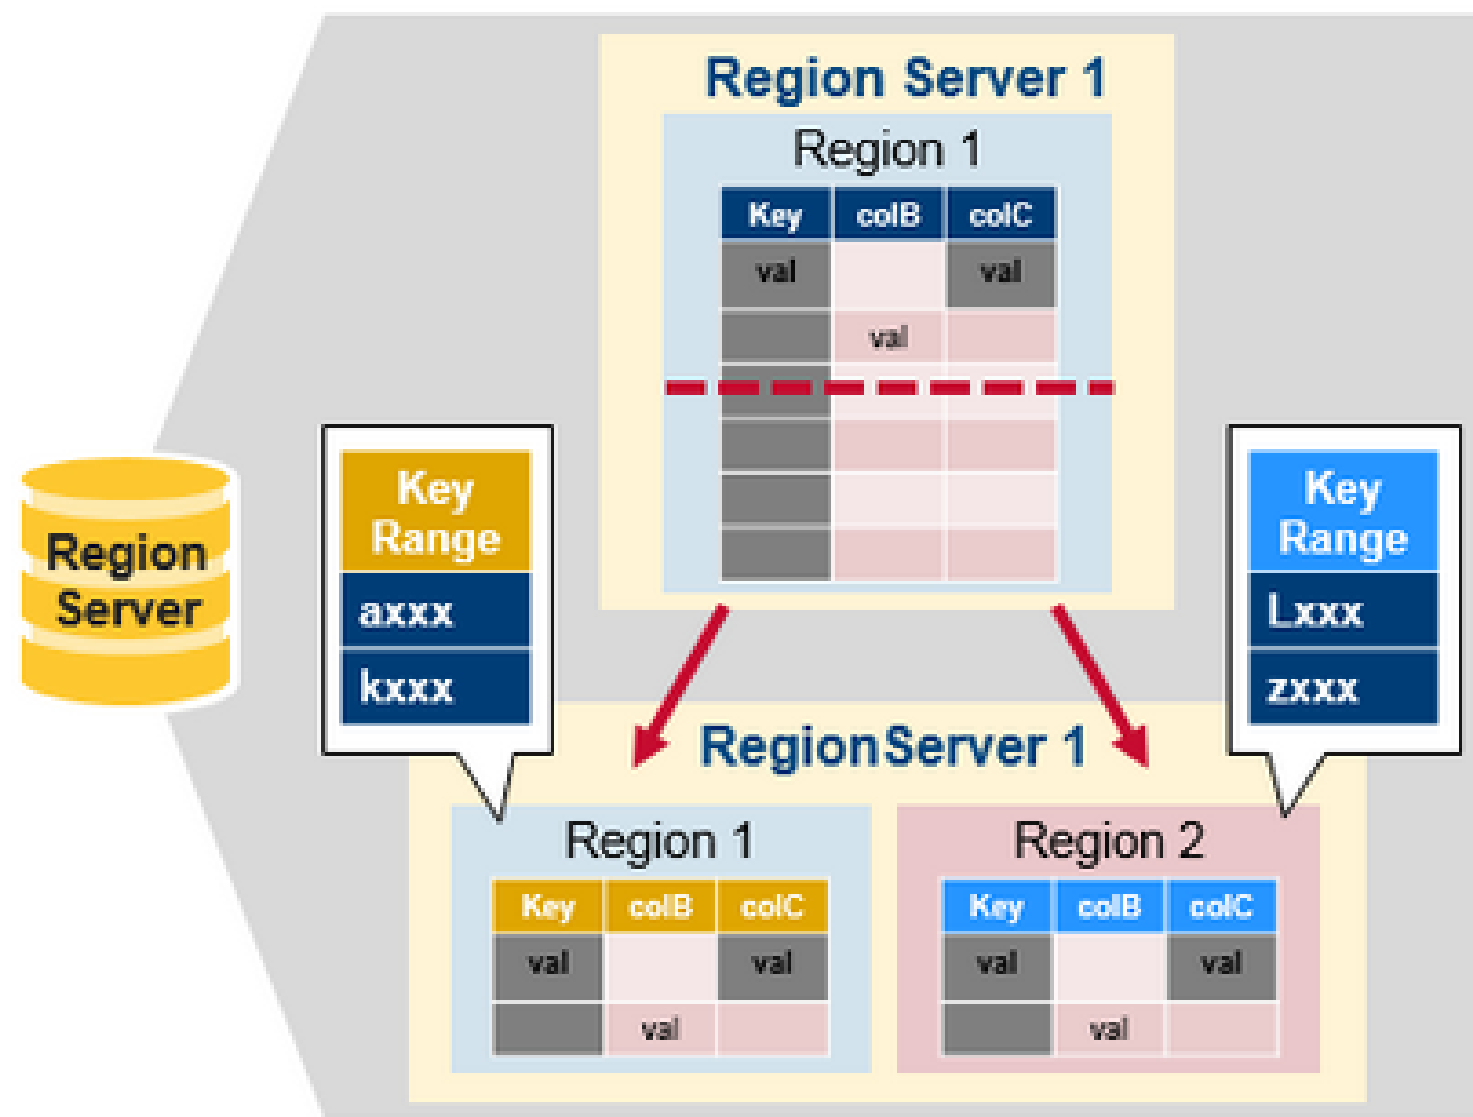 Region Server 1
Region 1
Key colB colC
val val
val
Key
Range
axxx
kxxx
Key
Range
Lxxx
zxxx
Region
Server
RegionServer 1
Region 1
Key colB colC
val val
val
Region 2
Key colB colC
val val
val